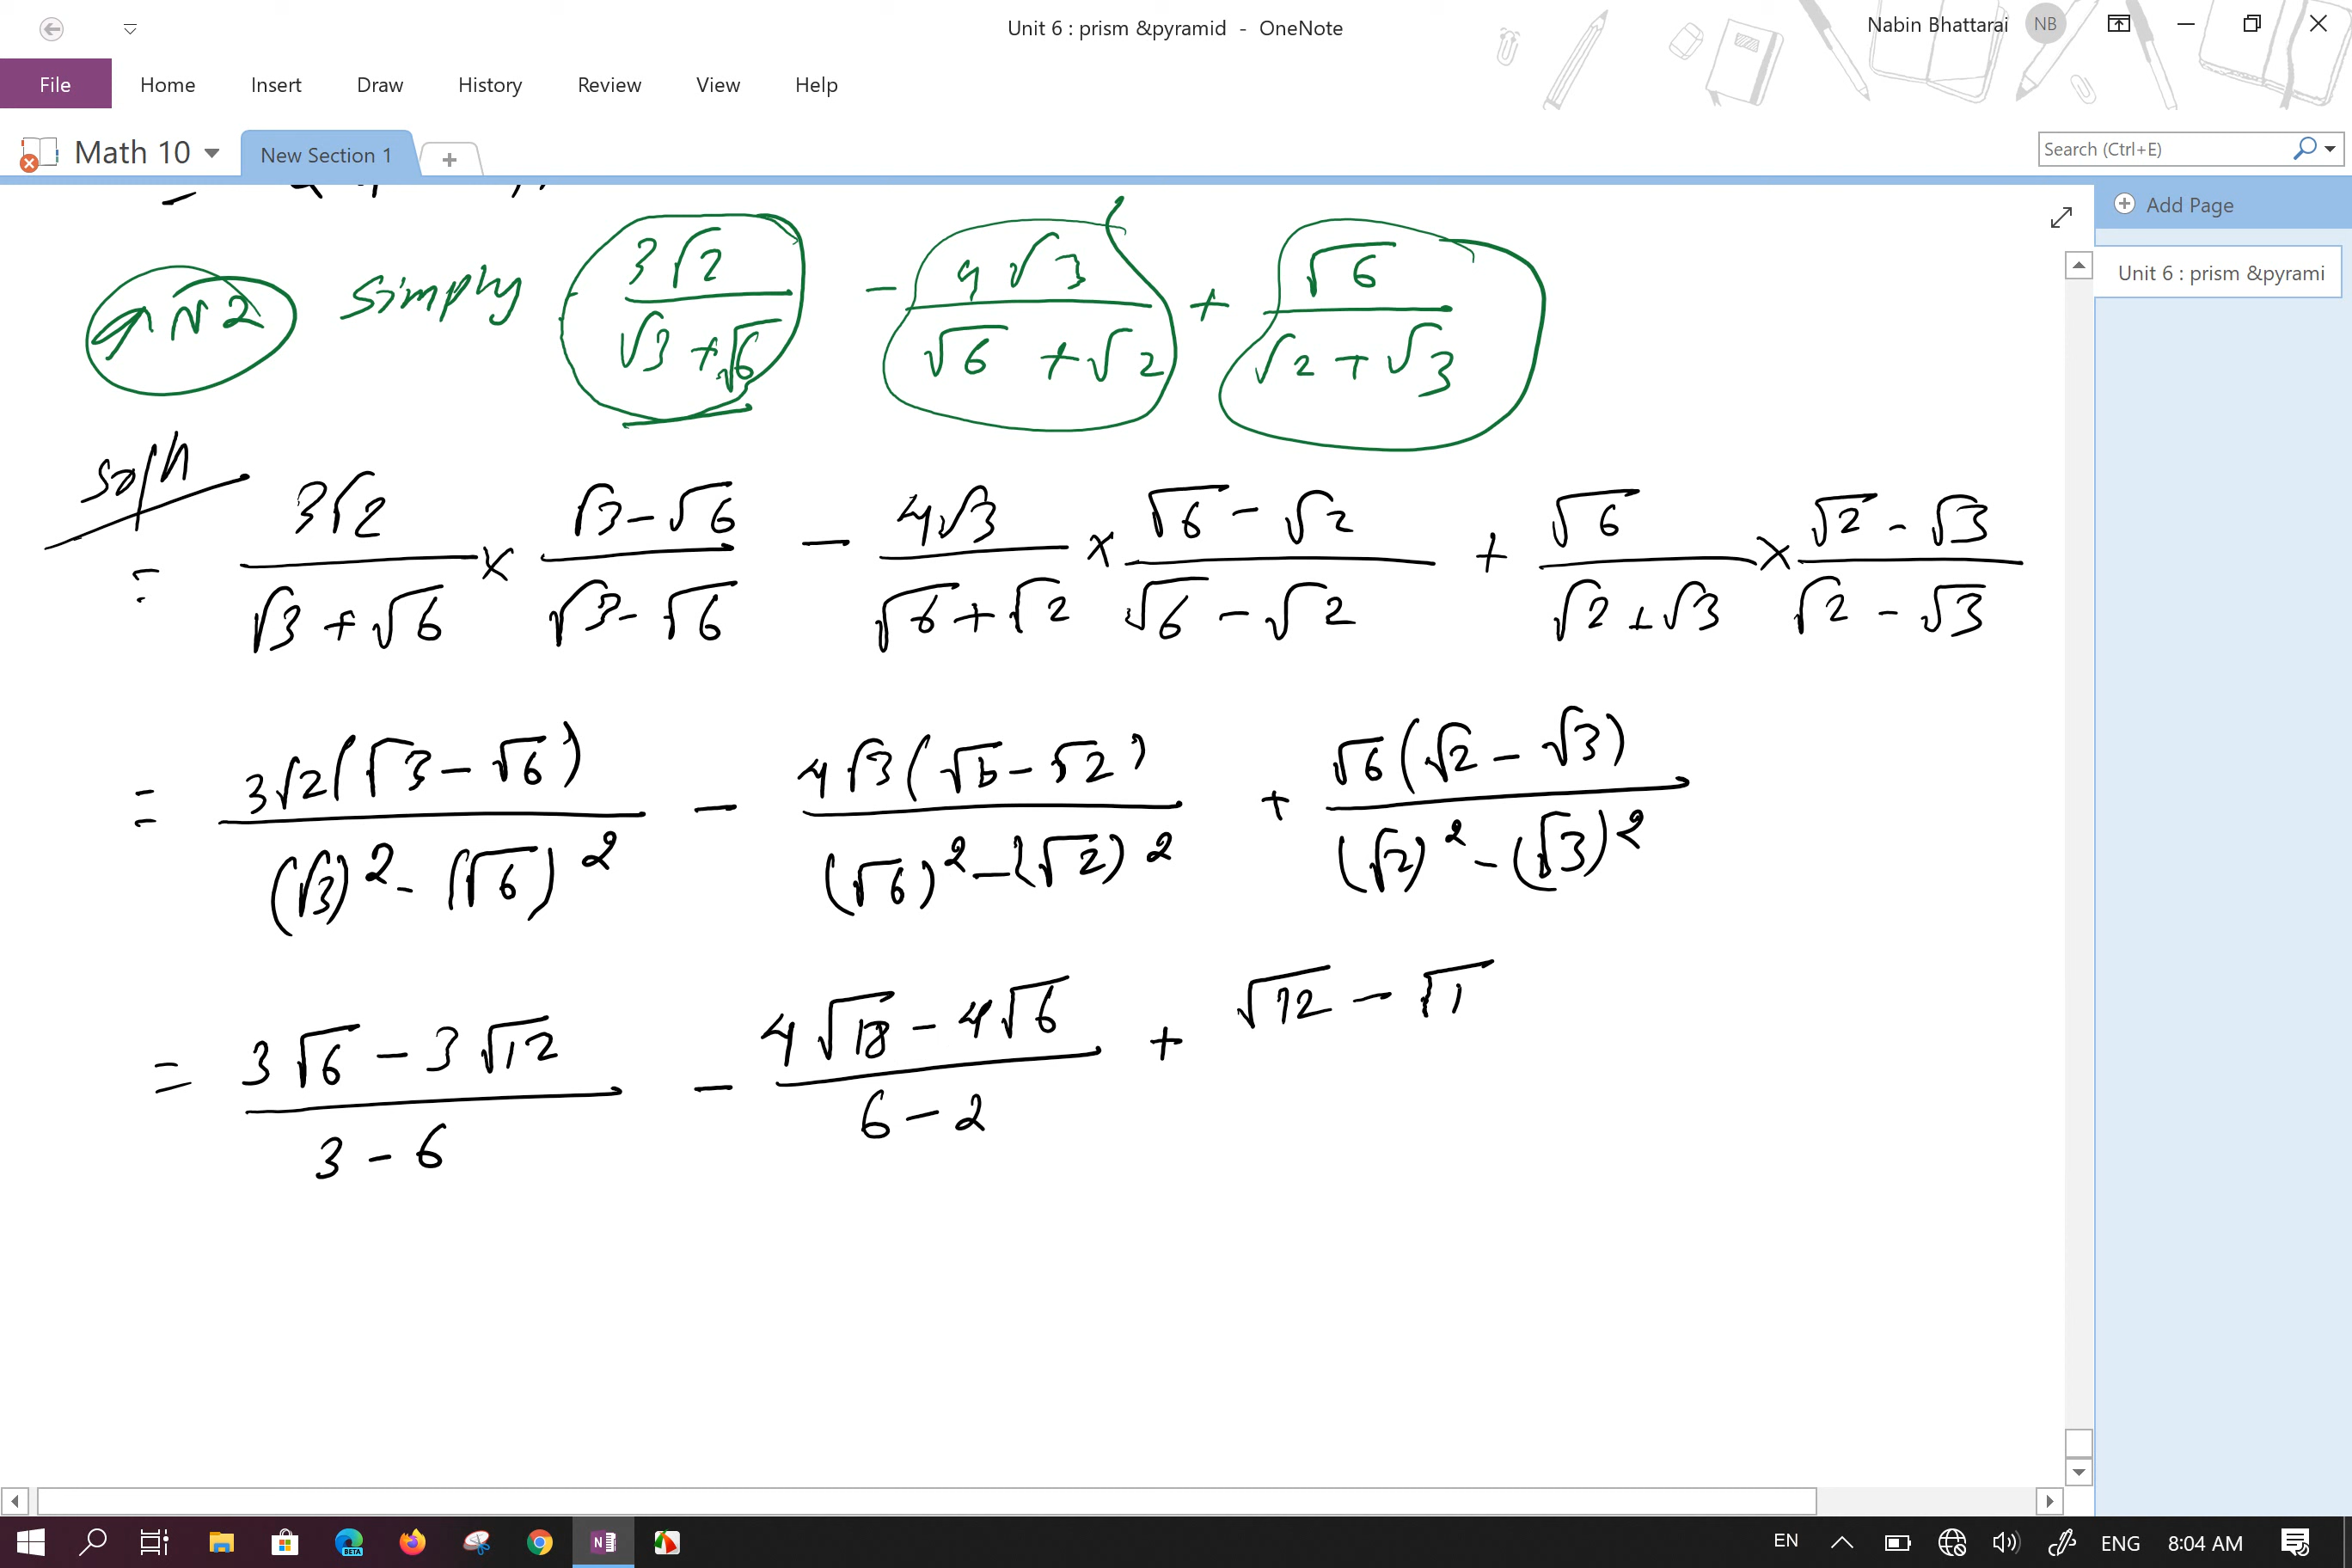 Unit 6 : prism &pyramid - OneNote
Nabin Bhattarai NB
File Home Insert Draw History Review View Help
Math 10 New Section 1 +
Search (Ctrl+E)
Add Page
Unit 6 : prism &pyrami
simply 3√2/(√3 + √6) - 4√3/(√6 + √2) + √6/(√2 + √3)
soln
= 3√2/(√3 + √6) × (√3 - √6)/(√3 - √6) - 4√3/(√6 + √2) × (√6 - √2)/(√6 - √2) + √6/(√2 + √3) × (√2 - √3)/(√2 - √3)
= 3√2(√3 - √6)/((√3)² - (√6)²) - 4√3(√6 - √2)/((√6)² - (√2)²) + √6(√2 - √3)/((√2)² - (√3)²)
= (3√6 - 3√12)/(3 - 6) - (4√18 - 4√6)/(6 - 2) + √12 - √1
BETA
EN ENG 8:04 AM